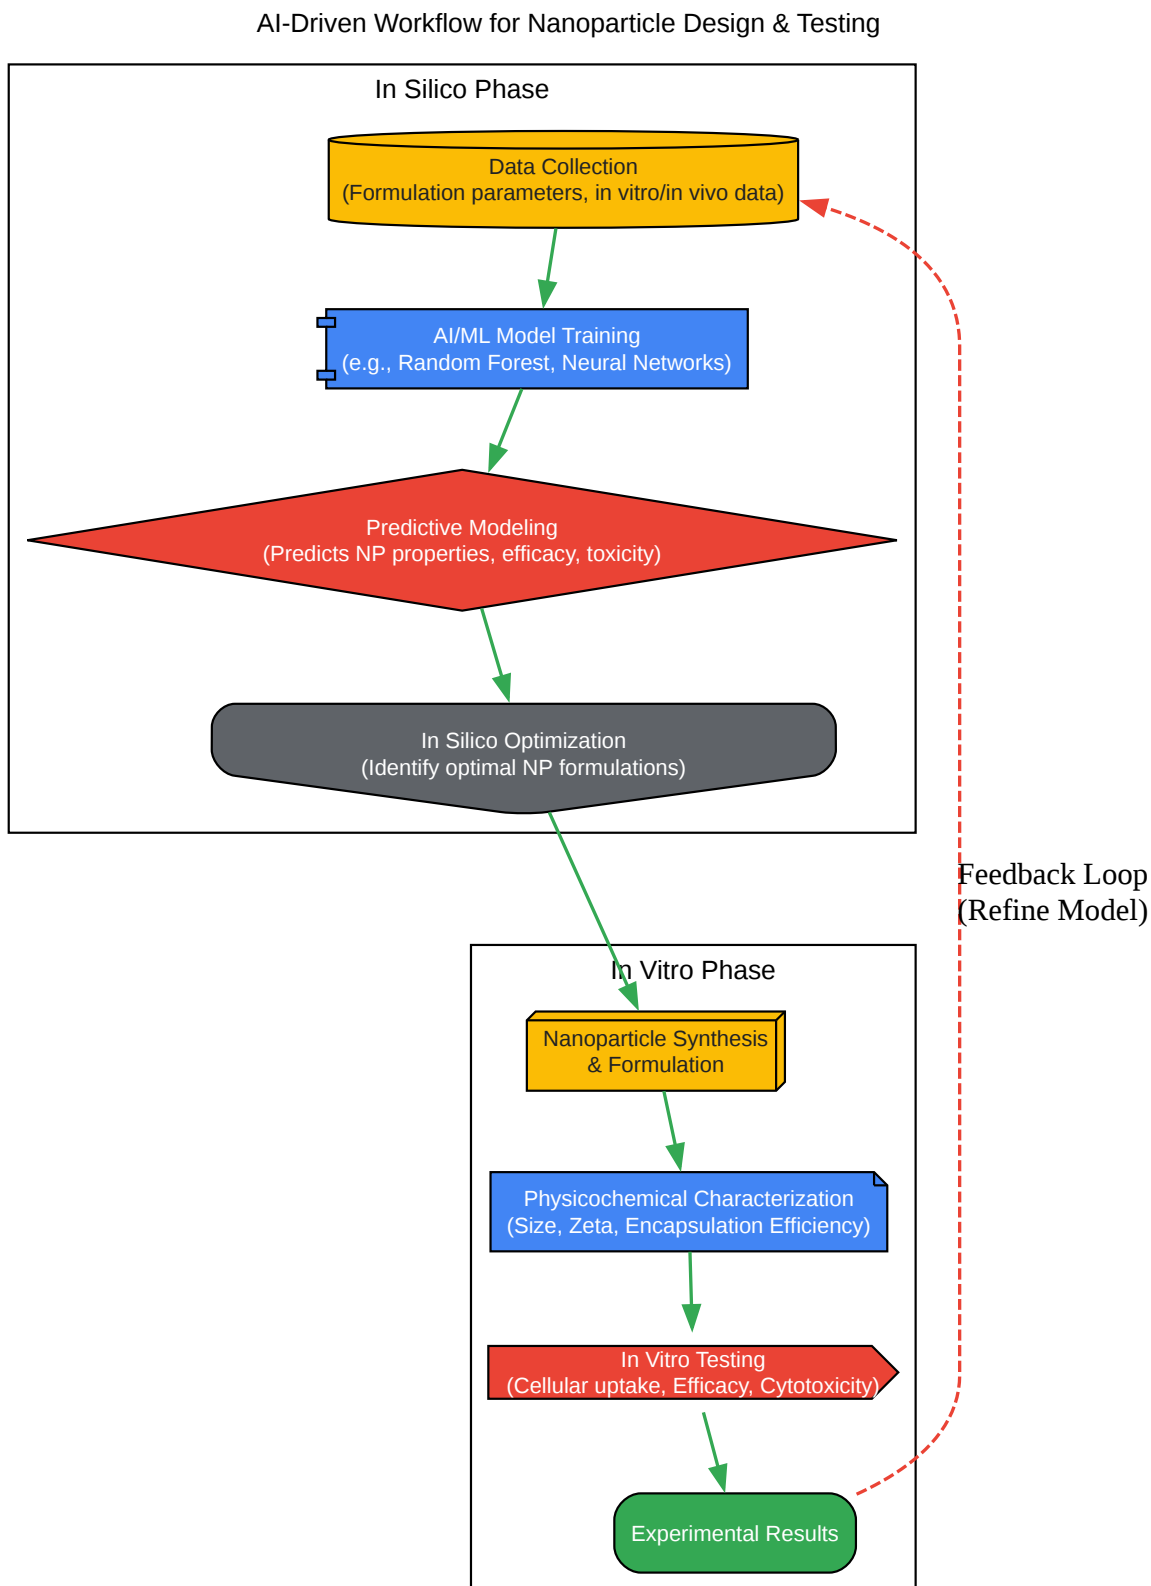 AI-Driven Workflow for Nanoparticle Design & Testing
In Silico Phase
Data Collection
(Formulation parameters, in vitro/in vivo data)
AI/ML Model Training
(e.g., Random Forest, Neural Networks)
Predictive Modeling
(Predicts NP properties, efficacy, toxicity)
In Silico Optimization
(Identify optimal NP formulations)
Feedback Loop
(Refine Model)
In Vitro Phase
Nanoparticle Synthesis
& Formulation
Physicochemical Characterization
(Size, Zeta, Encapsulation Efficiency)
In Vitro Testing
(Cellular uptake, Efficacy, Cytotoxicity)
Experimental Results